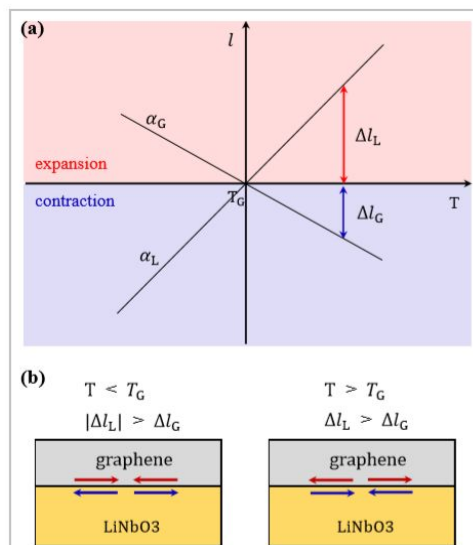 (a)
l
α_G
Δl_L
expansion
T_G
T
contraction
Δl_G
α_L
(b)
T < T_G
T > T_G
|Δl_L| > Δl_G
Δl_L > Δl_G
graphene
graphene
LiNbO3
LiNbO3